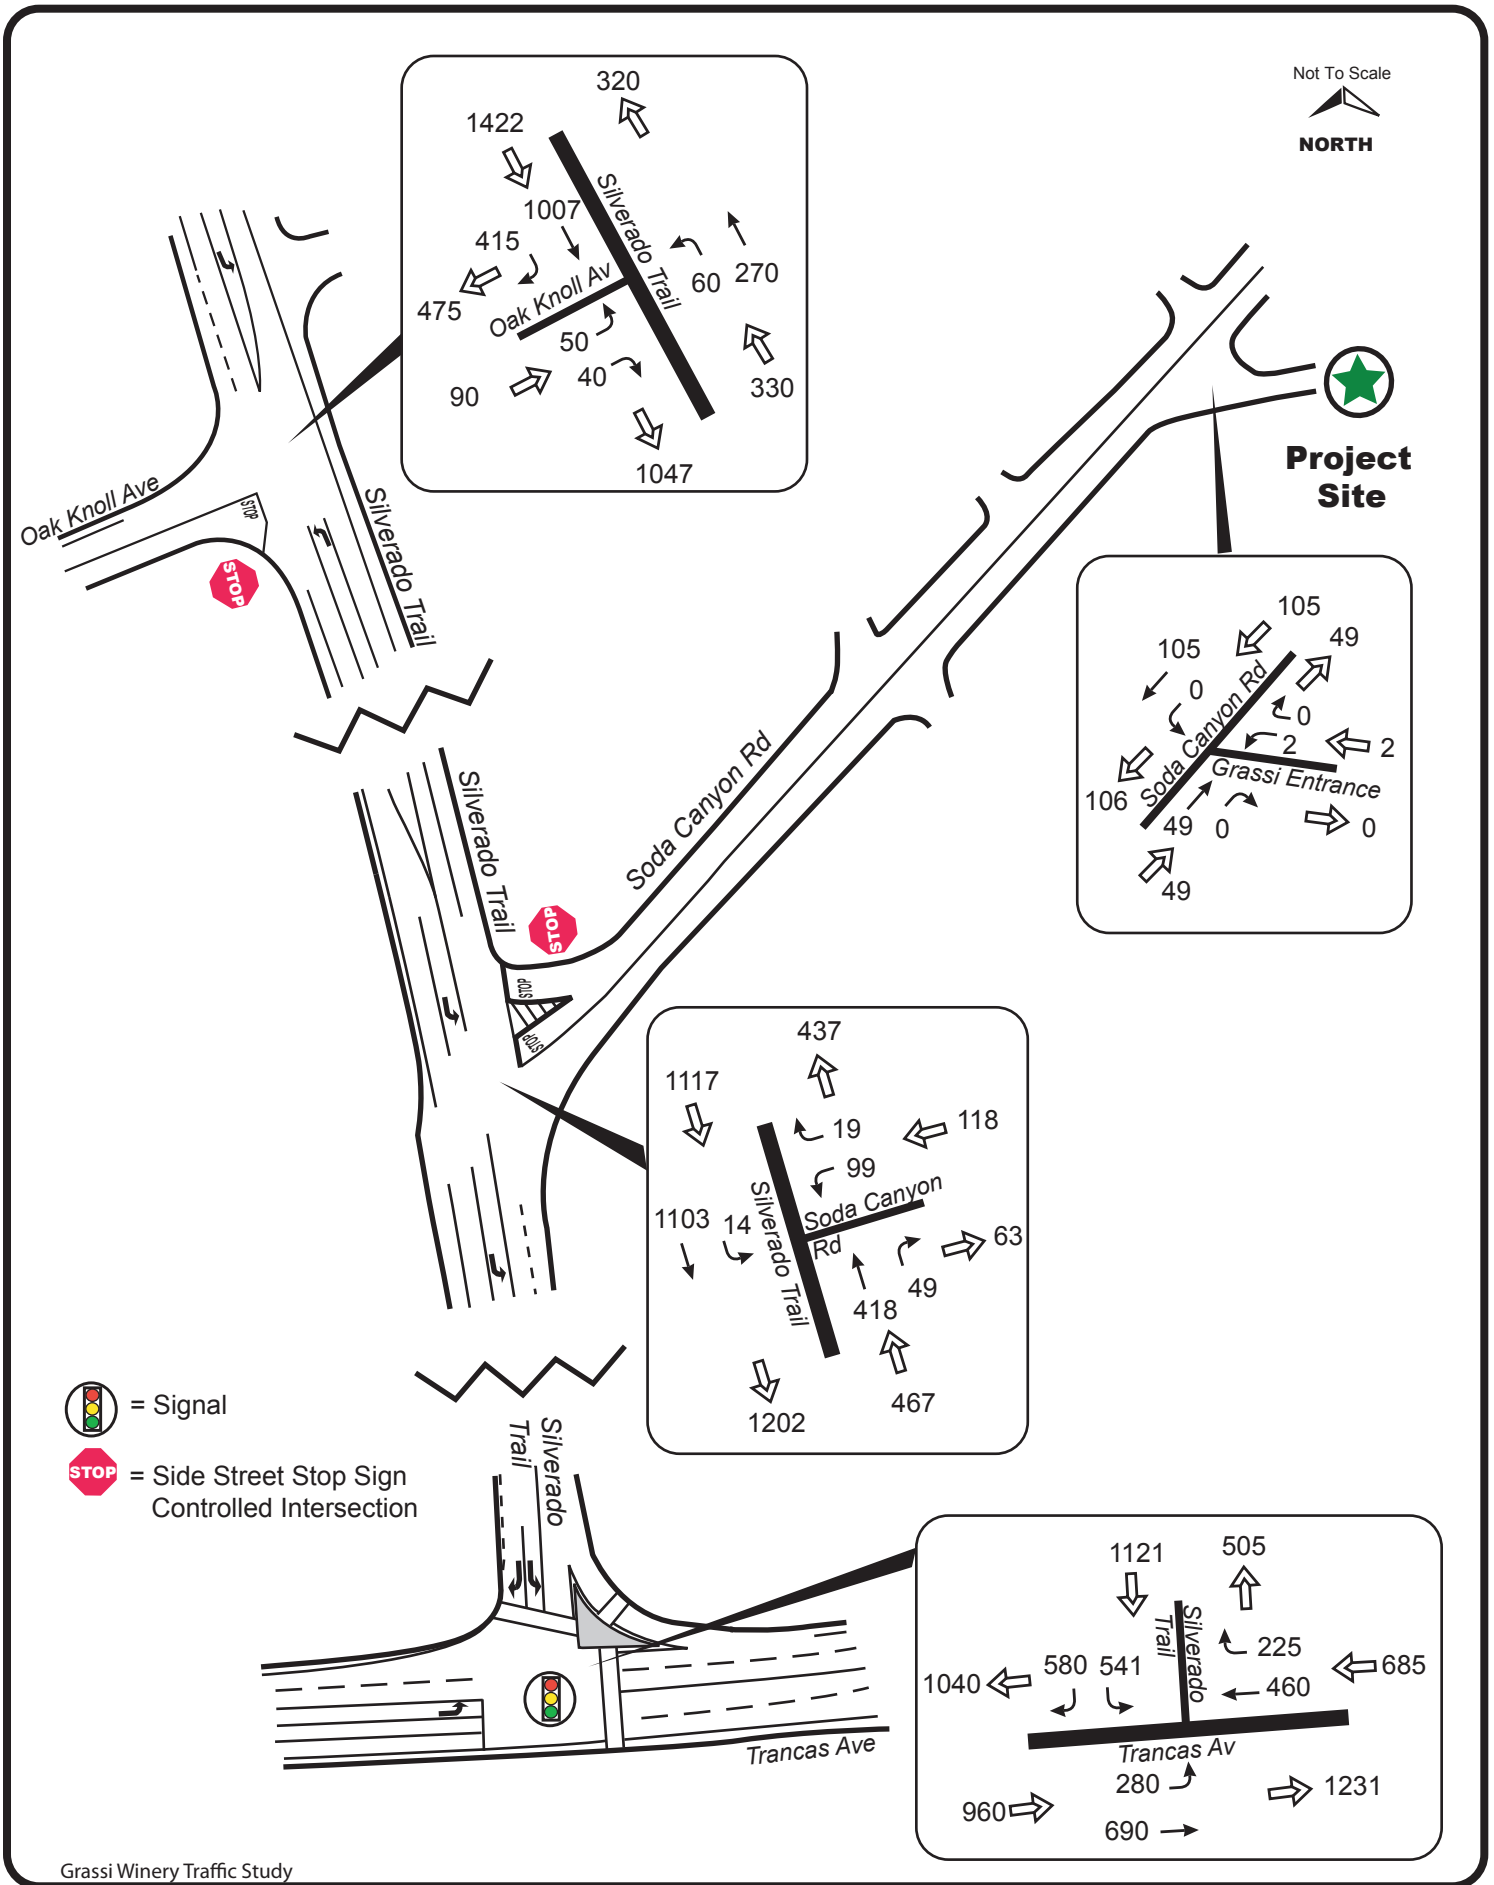 Not To Scale
NORTH
320
1422
Silverado Trail
1007
415
475
Oak Knoll Av
60
270
50
40
90
330
1047
Oak Knoll Ave
STOP
STOP
Silverado Trail
Project
Site
105
49
105
0
Soda Canyon Rd
0
2
2
Grassi Entrance
106
49
0
0
49
Silverado Trail
Soda Canyon Rd
STOP
STOP
STOP
437
1117
19
118
99
Silverado Trail
Soda Canyon
Rd
1103
14
63
49
418
467
1202
= Signal
STOP
= Side Street Stop Sign
Controlled Intersection
Silverado
Trail
1121
505
Silverado
Trail
225
685
1040
580
541
460
Trancas Av
280
1231
960
690
Trancas Ave
Grassi Winery Traffic Study